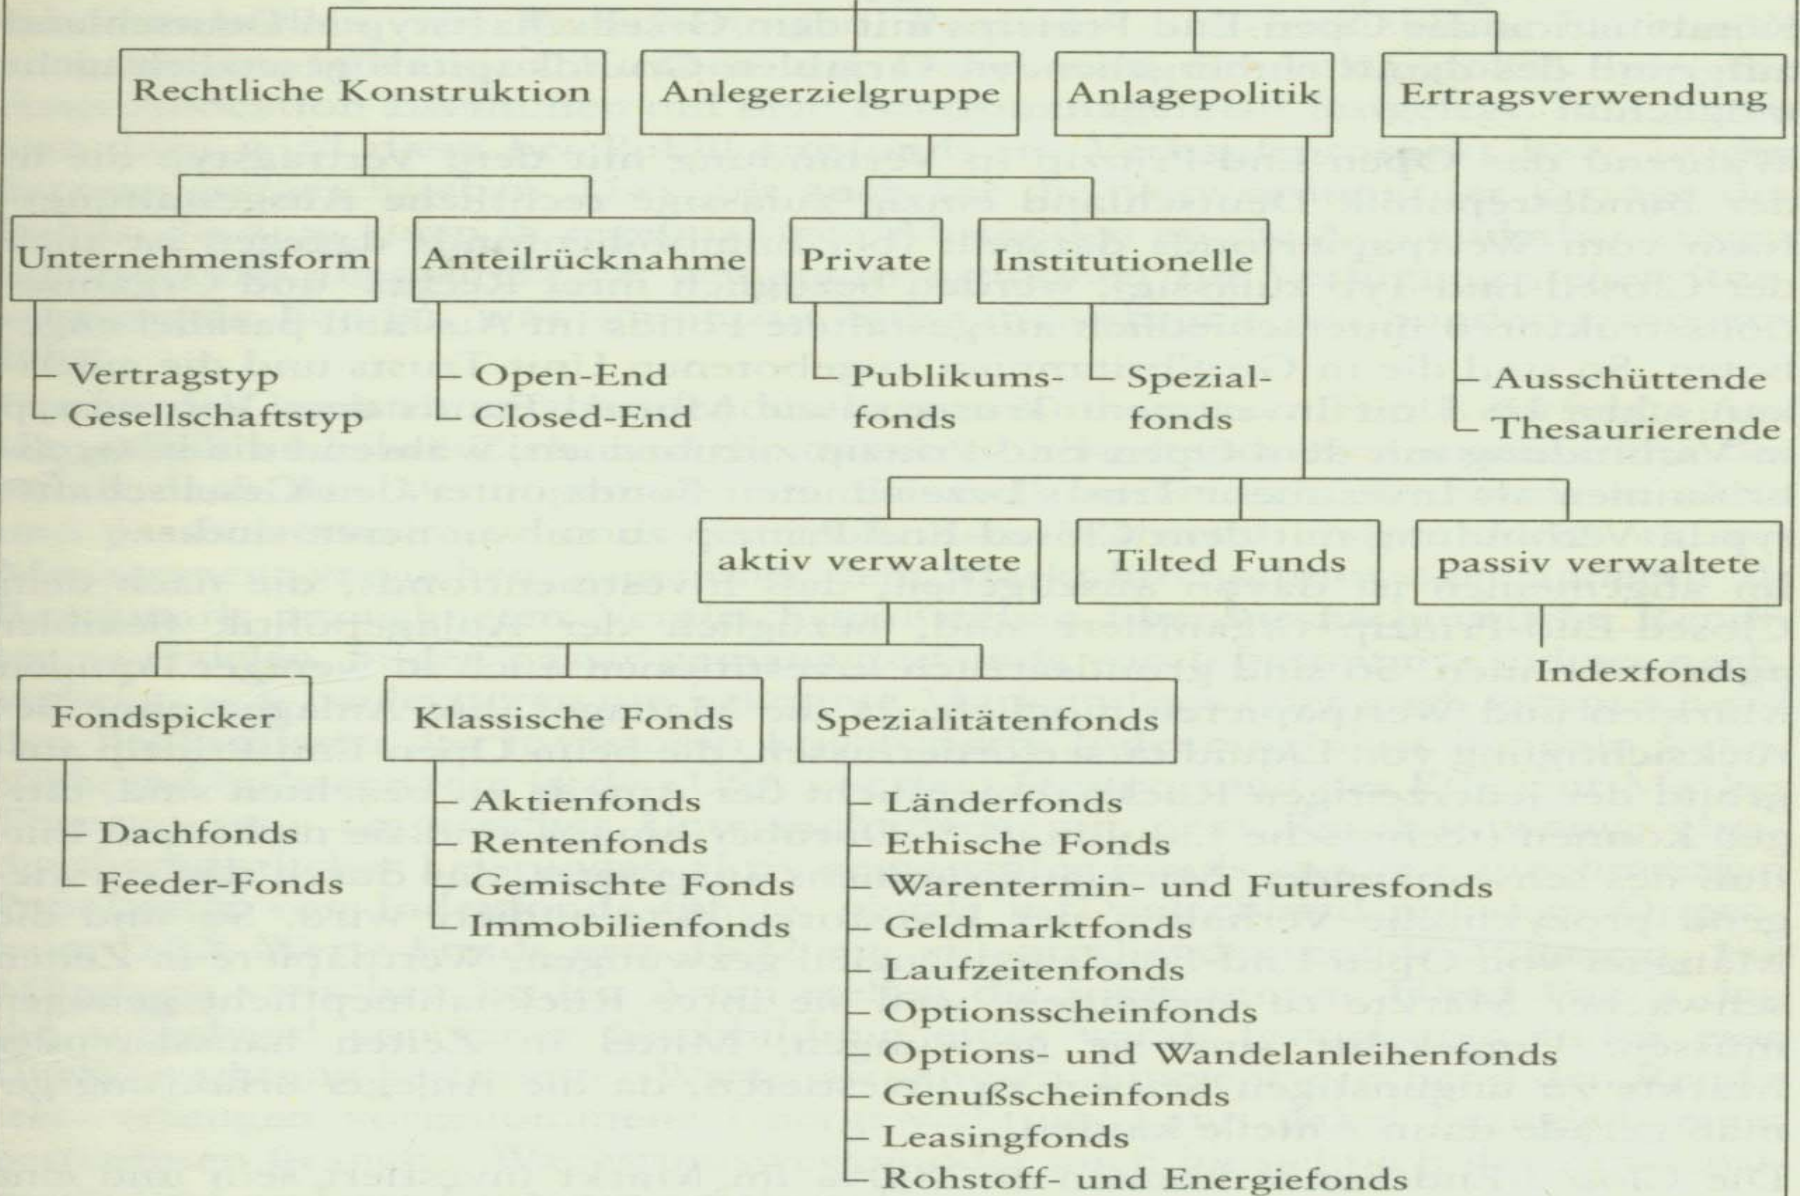 Rechtliche Konstruktion
Anlegerzielgruppe
Anlagepolitik
Ertragsverwendung
Unternehmensform
Anteilrücknahme
Private
Institutionelle
Vertragstyp
Gesellschaftstyp
Open-End
Closed-End
Publikums-
fonds
Spezial-
fonds
Ausschüttende
Thesaurierende
aktiv verwaltete
Tilted Funds
passiv verwaltete
Indexfonds
Fondspicker
Klassische Fonds
Spezialitätenfonds
Dachfonds
Feeder-Fonds
Aktienfonds
Rentenfonds
Gemischte Fonds
Immobilienfonds
Länderfonds
Ethische Fonds
Warentermin- und Futuresfonds
Geldmarktfonds
Laufzeitenfonds
Optionsscheinfonds
Options- und Wandelanleihenfonds
Genußscheinfonds
Leasingfonds
Rohstoff- und Energiefonds